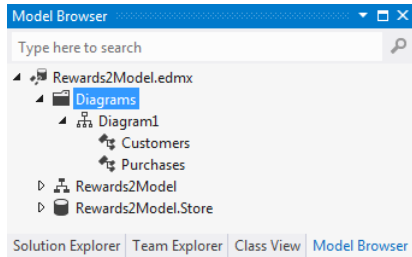 Model Browser
Type here to search
Rewards2Model.edmx
Diagrams
Diagram1
Customers
Purchases
Rewards2Model
Rewards2Model.Store
Solution Explorer Team Explorer Class View Model Browser